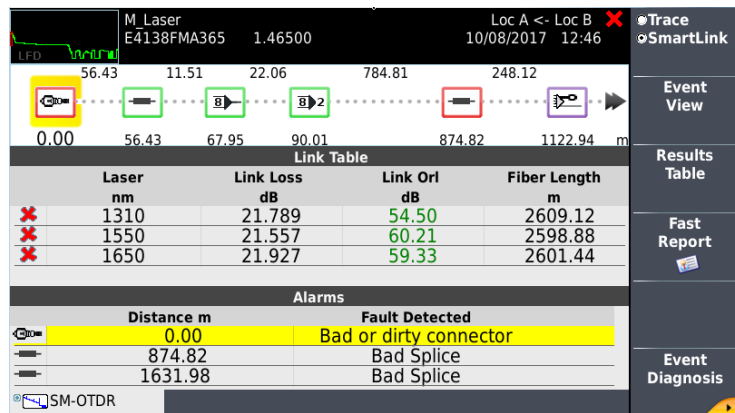 M_Laser
Loc A <- Loc B
E4138FMA365 1.46500
10/08/2017 12:46
LFD
Trace
SmartLink
56.43 11.51 22.06 784.81 248.12
8 8 2
0.00 56.43 67.95 90.01 874.82 1122.94 m
Event
View
Link Table
Laser Link Loss Link Orl Fiber Length
nm dB dB m
1310 21.789 54.50 2609.12
1550 21.557 60.21 2598.88
1650 21.927 59.33 2601.44
Results
Table
Fast
Report
Alarms
Distance m Fault Detected
0.00 Bad or dirty connector
874.82 Bad Splice
1631.98 Bad Splice
Event
Diagnosis
SM-OTDR